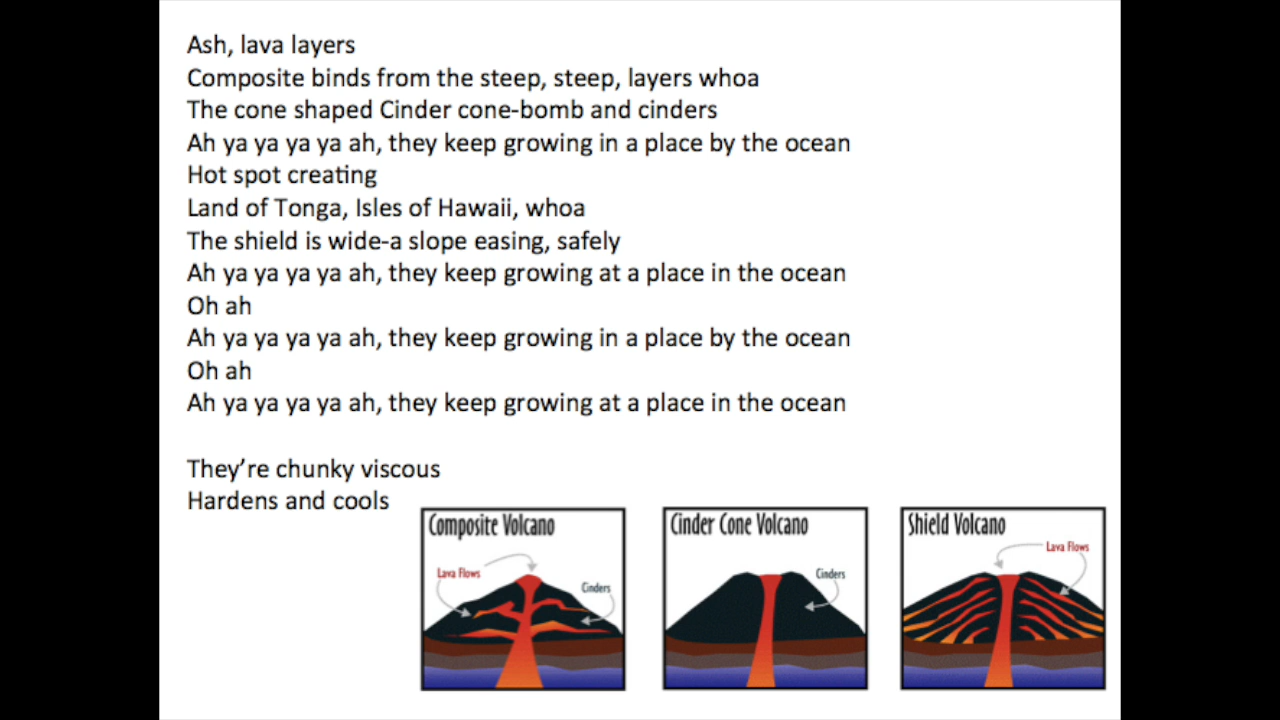 Ash, lava layers
Composite binds from the steep, steep, layers whoa
The cone shaped Cinder cone-bomb and cinders
Ah ya ya ya ya ah, they keep growing in a place by the ocean
Hot spot creating
Land of Tonga, Isles of Hawaii, whoa
The shield is wide-a slope easing, safely
Ah ya ya ya ya ah, they keep growing at a place in the ocean
Oh ah
Ah ya ya ya ya ah, they keep growing in a place by the ocean
Oh ah
Ah ya ya ya ya ah, they keep growing at a place in the ocean
They're chunky viscous
Hardens and cools
Composite Volcano
Lava Flows
Cinders
Cinder Cone Volcano
Cinders
Shield Volcano
Lava Flows